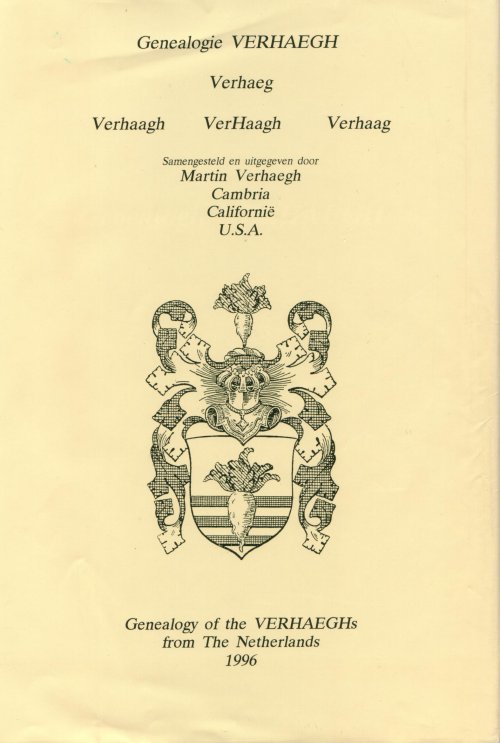 Genealogie VERHAEGH
Verhaeg
Verhaagh VerHaagh Verhaag
Samengesteld en uitgegeven door
Martin Verhaegh
Cambria
Californië
U.S.A.
Genealogy of the VERHAEGHs
from The Netherlands
1996